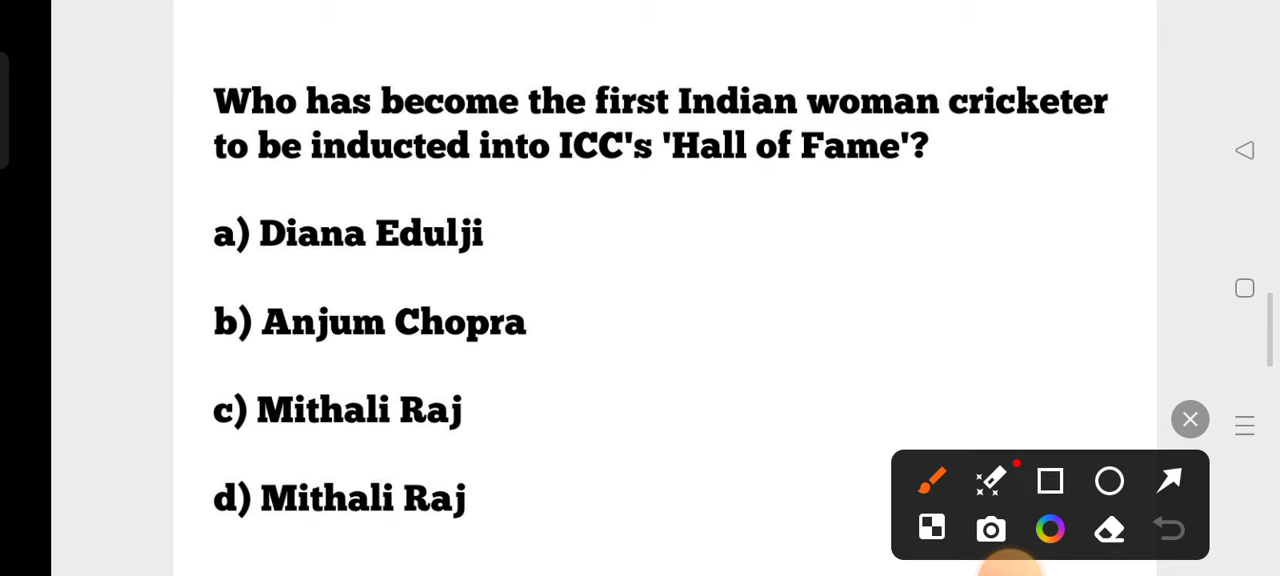 Who has become the first Indian woman cricketer
to be inducted into ICC's 'Hall of Fame'?
a) Diana Edulji
b) Anjum Chopra
c) Mithali Raj
d) Mithali Raj